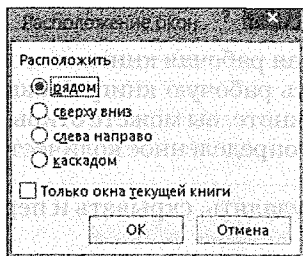 Расположение окон
Расположить
рядом
сверху вниз
слева направо
каскадом
Только окна текущей книги
ОК
Отмена